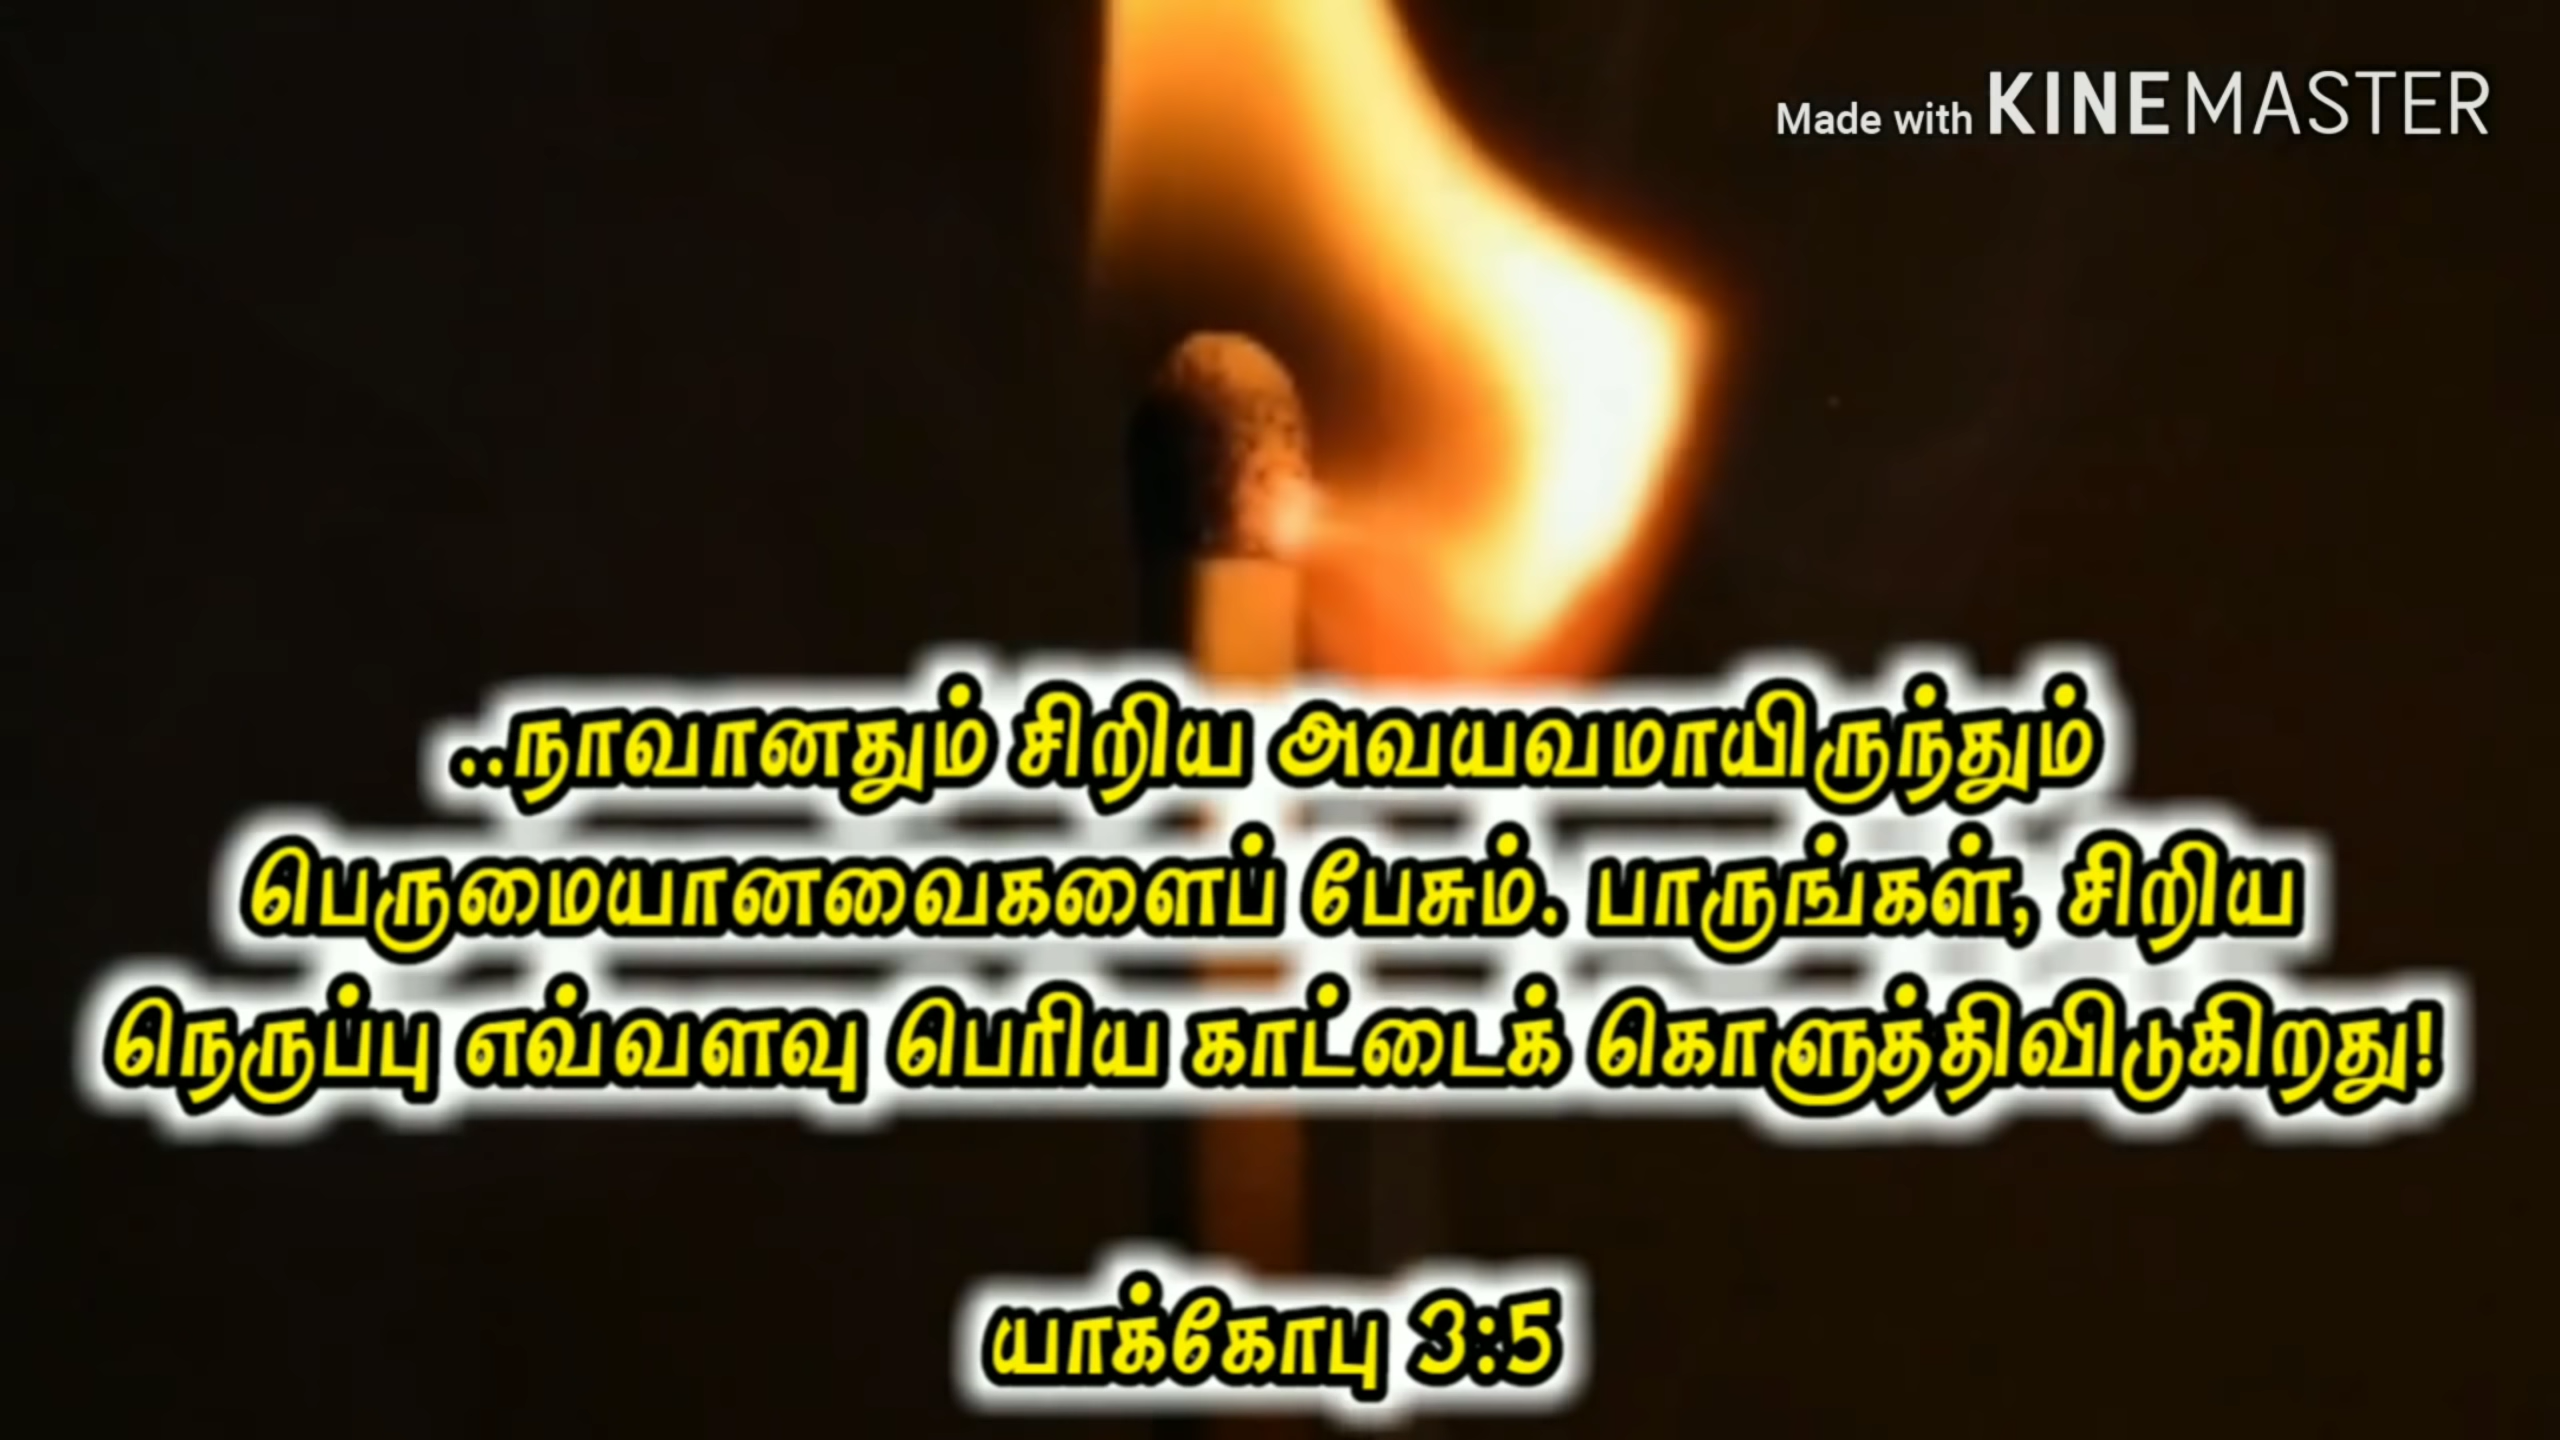 Made with KINEMASTER
..நாவானதும் சிறிய அவயவமாயிருந்தும்
பெருமையானவைகளைப் பேசும். பாருங்கள், சிறிய
நெருப்பு எவ்வளவு பெரிய காட்டைக் கொளுத்திவிடுகிறது!
யாக்கோபு 3:5